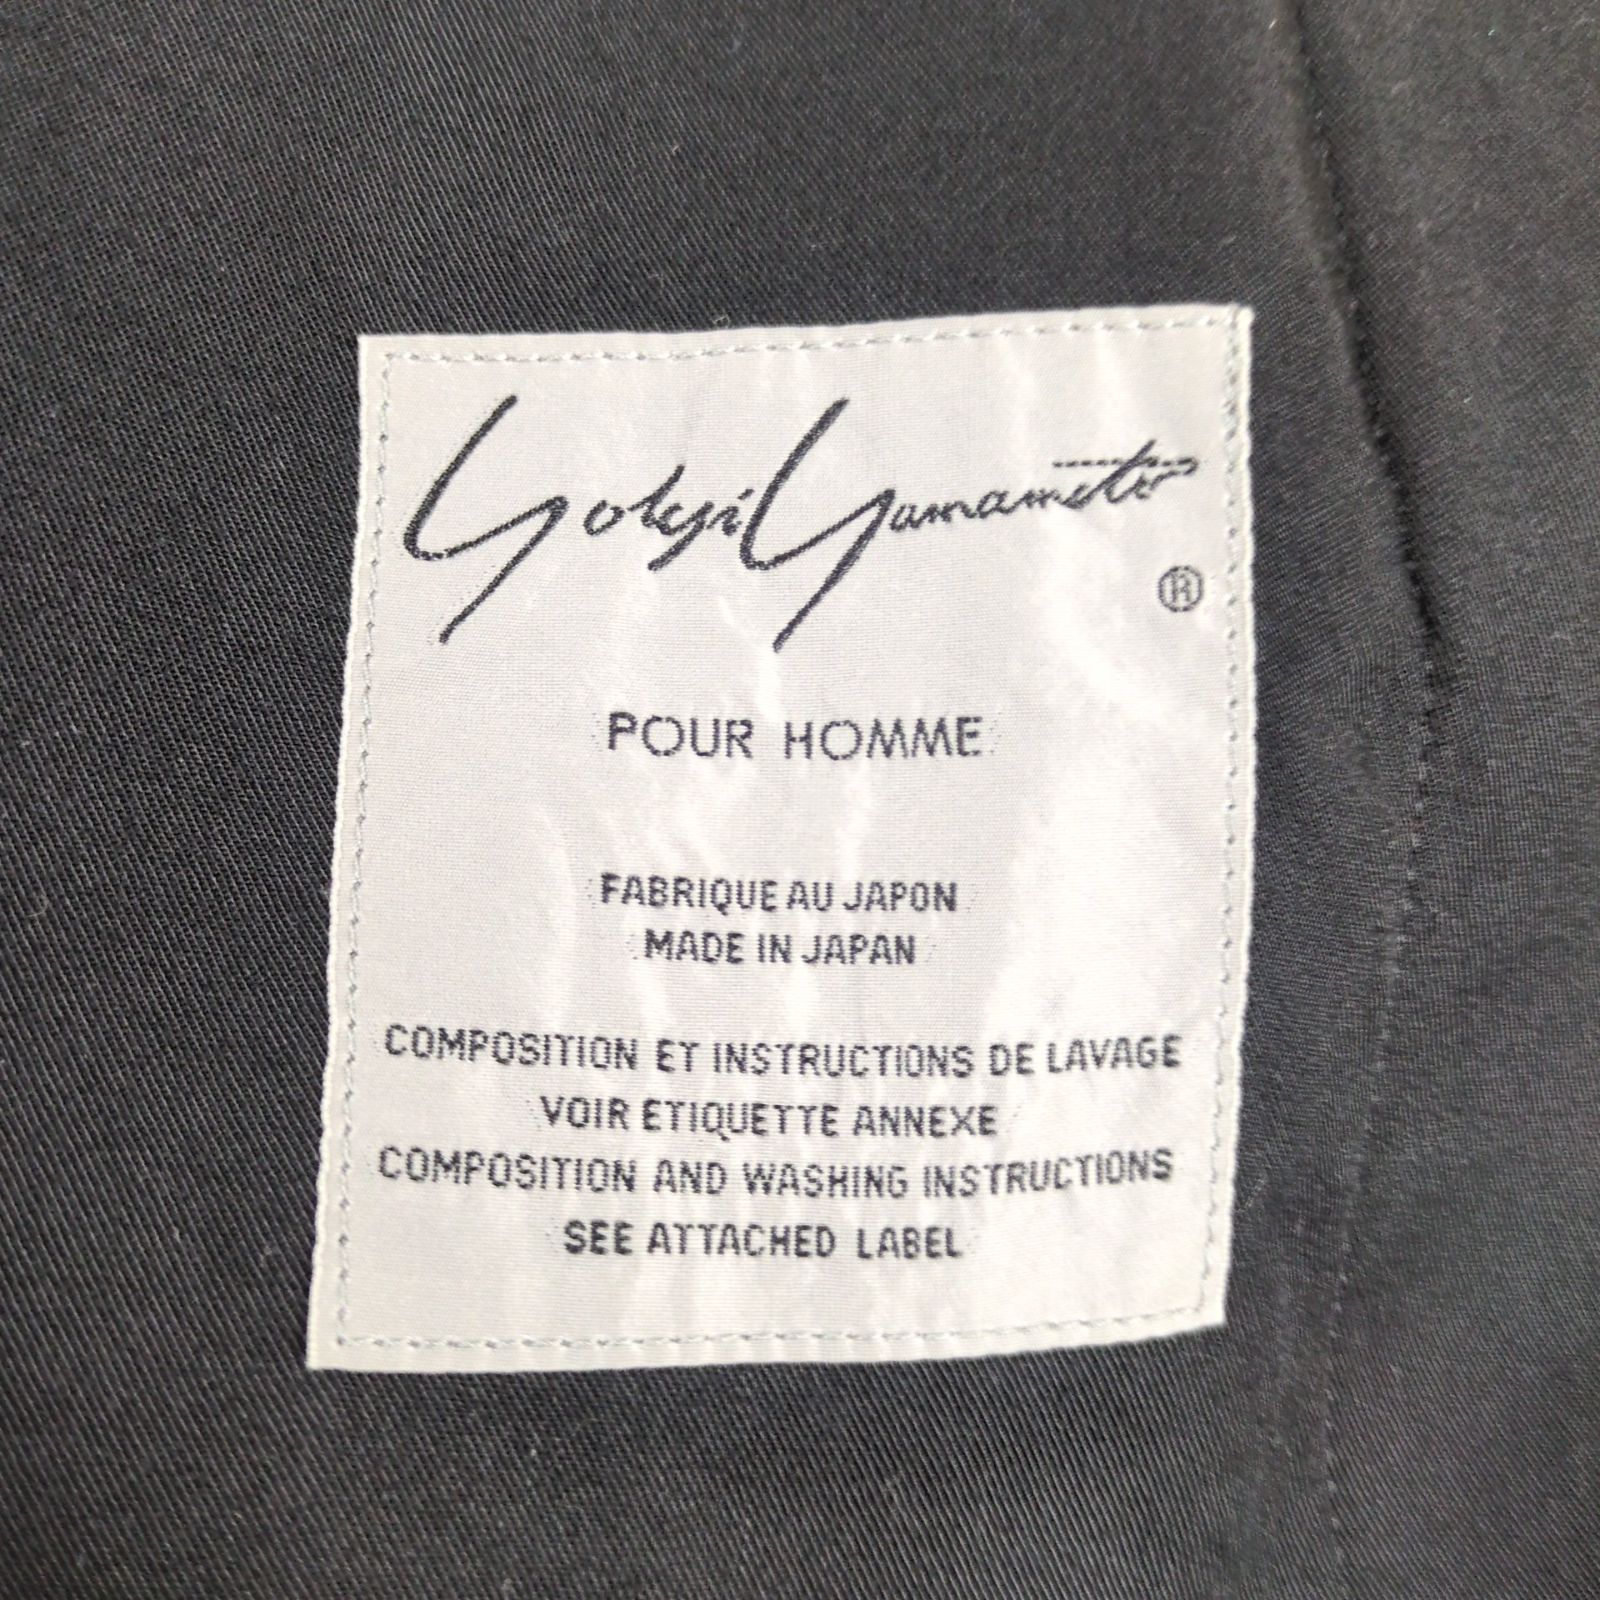 Yohji Yamamoto
®
POUR HOMME
FABRIQUE AU JAPON
MADE IN JAPAN
COMPOSITION ET INSTRUCTIONS DE LAVAGE
VOIR ETIQUETTE ANNEXE
COMPOSITION AND WASHING INSTRUCTIONS
SEE ATTACHED LABEL